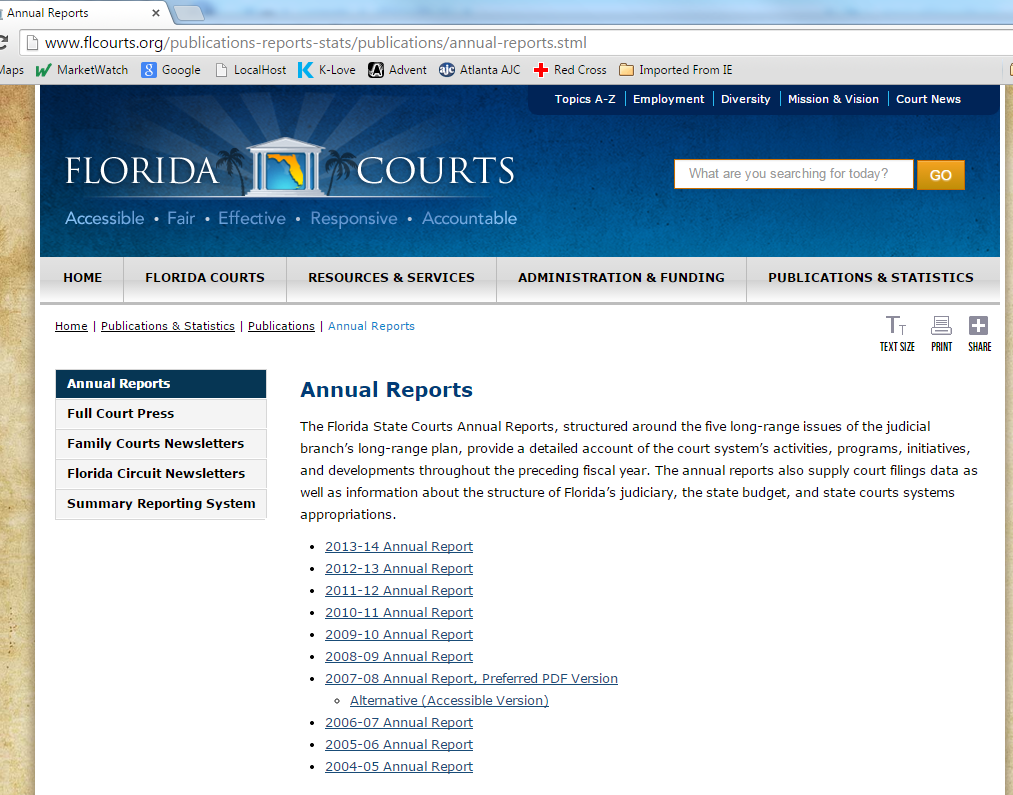 Annual Reports
www.flcourts.org/publications-reports-stats/publications/annual-reports.stml
Maps MarketWatch Google LocalHost K-Love Advent Atlanta AJC Red Cross Imported From IE
Topics A-Z Employment Diversity Mission & Vision Court News
FLORIDA COURTS
What are you searching for today? GO
Accessible • Fair • Effective • Responsive • Accountable
HOME FLORIDA COURTS RESOURCES & SERVICES ADMINISTRATION & FUNDING PUBLICATIONS & STATISTICS
Home | Publications & Statistics | Publications | Annual Reports
TEXT SIZE PRINT SHARE
Annual Reports
Full Court Press
Family Courts Newsletters
Florida Circuit Newsletters
Summary Reporting System
Annual Reports
The Florida State Courts Annual Reports, structured around the five long-range issues of the judicial
branch’s long-range plan, provide a detailed account of the court system’s activities, programs, initiatives,
and developments throughout the preceding fiscal year. The annual reports also supply court filings data as
well as information about the structure of Florida’s judiciary, the state budget, and state courts systems
appropriations.
• 2013-14 Annual Report
• 2012-13 Annual Report
• 2011-12 Annual Report
• 2010-11 Annual Report
• 2009-10 Annual Report
• 2008-09 Annual Report
• 2007-08 Annual Report, Preferred PDF Version
◦ Alternative (Accessible Version)
• 2006-07 Annual Report
• 2005-06 Annual Report
• 2004-05 Annual Report